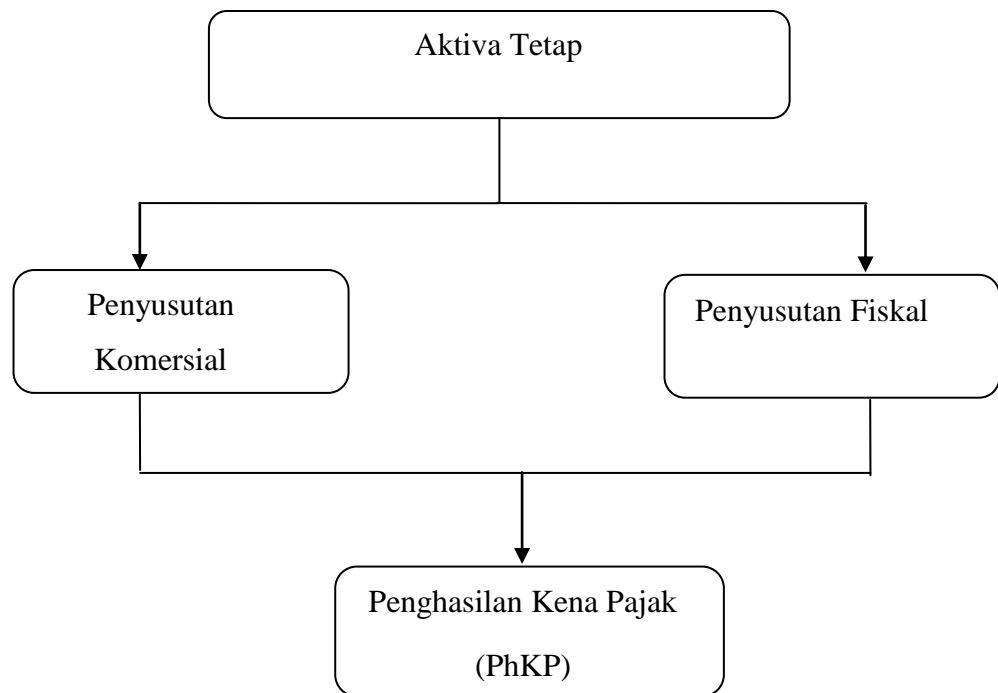 Aktiva Tetap
Penyusutan
Komersial
Penyusutan Fiskal
Penghasilan Kena Pajak
(PhKP)